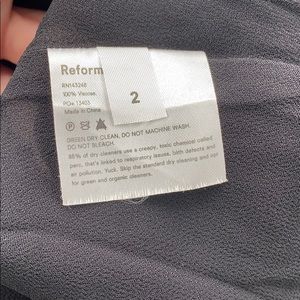 Reform
RN143248
100% Viscose.
PO# 13403
Made in China
2
GREEN DRY CLEAN, DO NOT MACHINE WASH.
DO NOT BLEACH.
88% of dry cleaners use a creepy, toxic chemical called
perc, that's linked to respiratory issues, birth defects and
air pollution. Yuck. Skip the standard dry cleaning and opt
for green and organic cleaners.